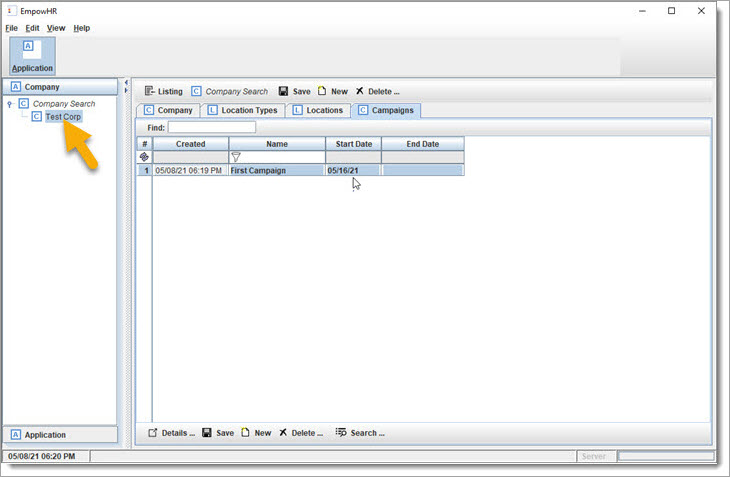 EmpowHR
File Edit View Help
A
Application
A Company
C Company Search
C Test Corp
Listing C Company Search Save New Delete ...
C Company L Location Types L Locations C Campaigns
Find:
# Created Name Start Date End Date
1 05/08/21 06:19 PM First Campaign 05/16/21
Details ... Save New Delete ... Search ...
A Application
05/08/21 06:20 PM Server